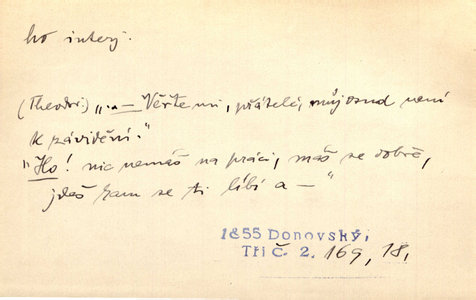 ho interj.
(Theodor:) „..— Věřte mi, přátelé, můj osud není
k závidění."
"Ho! nic nemáš na práci, máš se dobře,
jdeš kam se ti líbí a —"
1855 Donovský,
Tři č. 2. 169, 18.